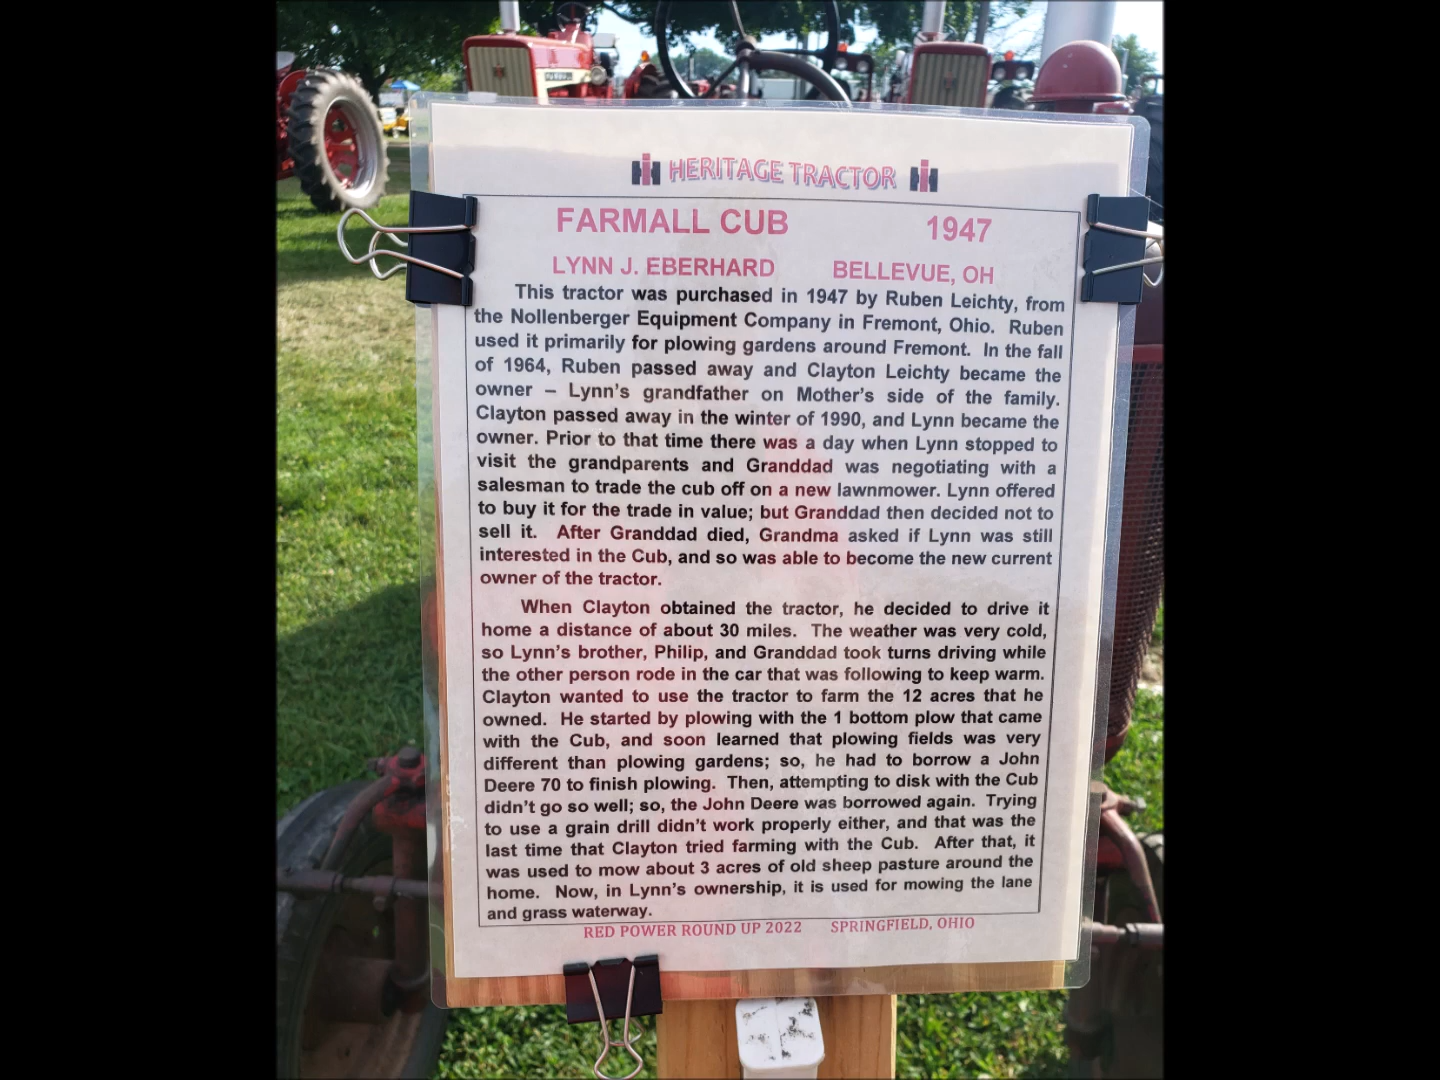 HERITAGE TRACTOR
FARMALL CUB 1947
LYNN J. EBERHARD BELLEVUE, OH
This tractor was purchased in 1947 by Ruben Leichty, from
the Nollenberger Equipment Company in Fremont, Ohio. Ruben
used it primarily for plowing gardens around Fremont. In the fall
of 1964, Ruben passed away and Clayton Leichty became the
owner – Lynn's grandfather on Mother's side of the family.
Clayton passed away in the winter of 1990, and Lynn became the
owner. Prior to that time there was a day when Lynn stopped to
visit the grandparents and Granddad was negotiating with a
salesman to trade the cub off on a new lawnmower. Lynn offered
to buy it for the trade in value; but Granddad then decided not to
sell it. After Granddad died, Grandma asked if Lynn was still
interested in the Cub, and so was able to become the new current
owner of the tractor.
When Clayton obtained the tractor, he decided to drive it
home a distance of about 30 miles. The weather was very cold,
so Lynn's brother, Philip, and Granddad took turns driving while
the other person rode in the car that was following to keep warm.
Clayton wanted to use the tractor to farm the 12 acres that he
owned. He started by plowing with the 1 bottom plow that came
with the Cub, and soon learned that plowing fields was very
different than plowing gardens; so, he had to borrow a John
Deere 70 to finish plowing. Then, attempting to disk with the Cub
didn't go so well; so, the John Deere was borrowed again. Trying
to use a grain drill didn't work properly either, and that was the
last time that Clayton tried farming with the Cub. After that, it
was used to mow about 3 acres of old sheep pasture around the
home. Now, in Lynn's ownership, it is used for mowing the lane
and grass waterway.
RED POWER ROUND UP 2022 SPRINGFIELD, OHIO